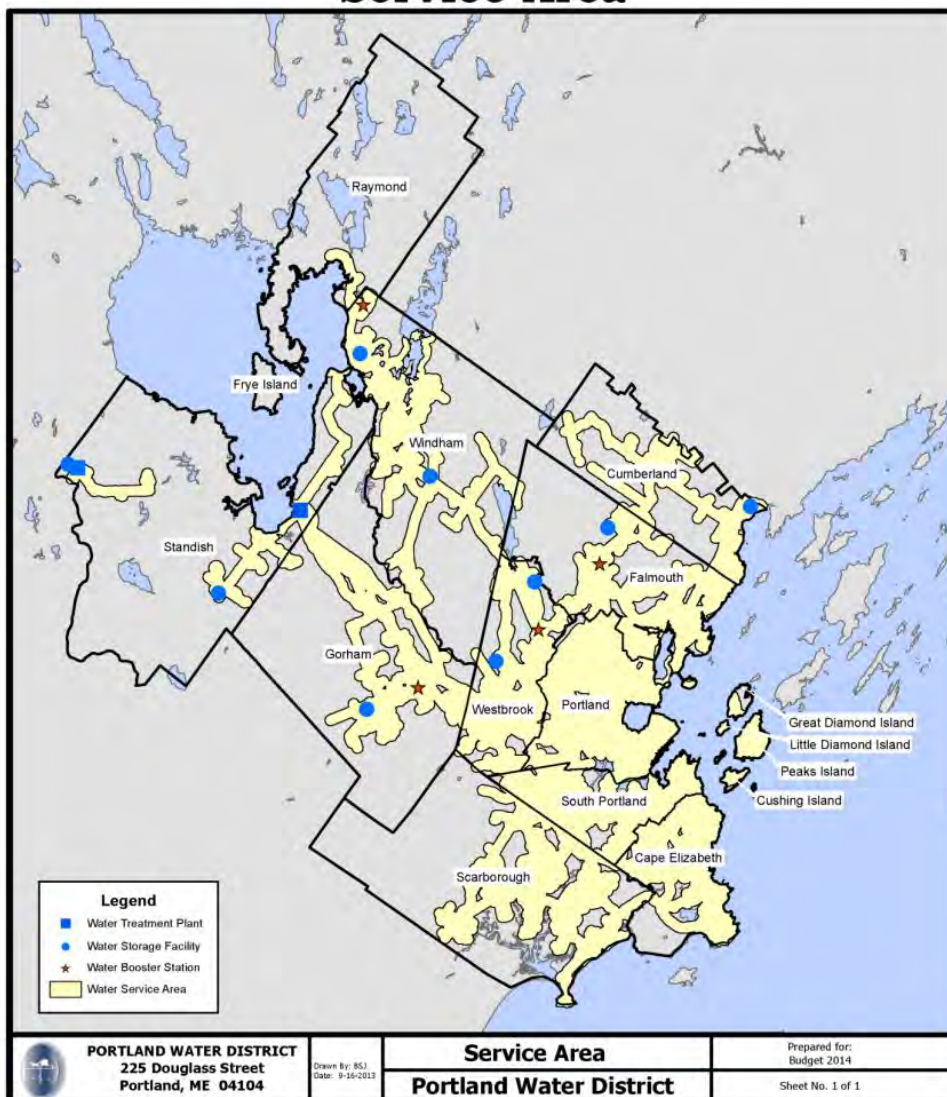 Service Area
Raymond
Frye Island
Windham
Cumberland
Standish
Falmouth
Gorham
Westbrook
Portland
Great Diamond Island
Little Diamond Island
Peaks Island
Cushing Island
South Portland
Cape Elizabeth
Scarborough
Legend
Water Treatment Plant
Water Storage Facility
Water Booster Station
Water Service Area
PORTLAND WATER DISTRICT
225 Douglass Street
Portland, ME 04104
Drawn By: BSJ
Date: 9-16-2013
Service Area
Portland Water District
Prepared for:
Budget 2014
Sheet No. 1 of 1